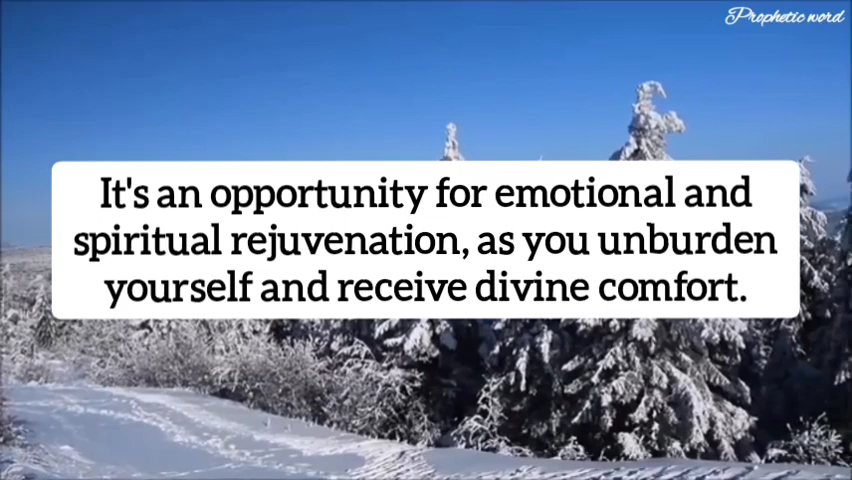 Prophetic word
It's an opportunity for emotional and
spiritual rejuvenation, as you unburden
yourself and receive divine comfort.